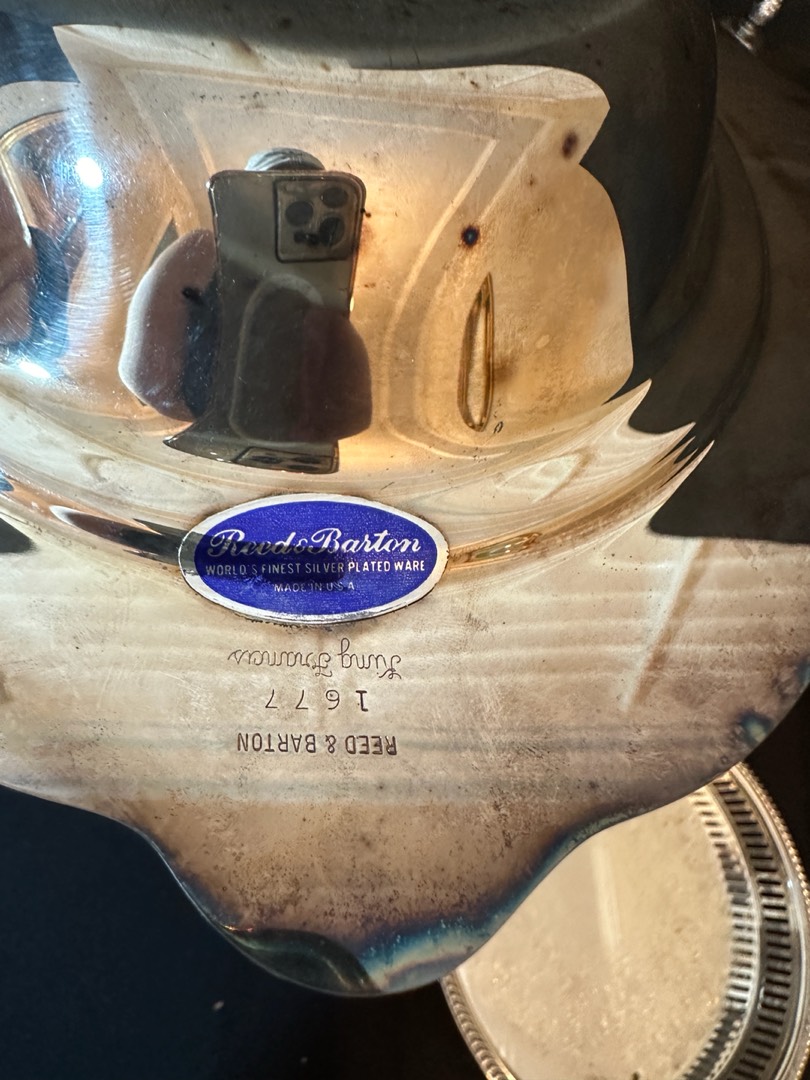 Reed & Barton
WORLD'S FINEST SILVER PLATED WARE
MADE IN U.S.A
REED & BARTON
1677
King Francis